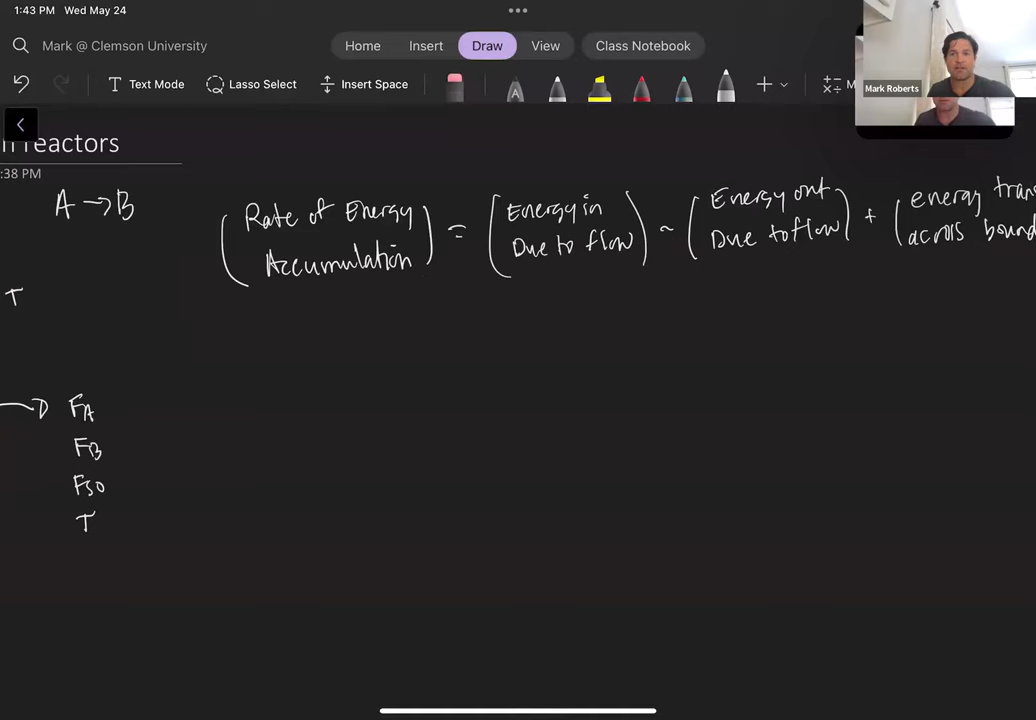 1:43 PM Wed May 24
Mark @ Clemson University
Home Insert Draw View Class Notebook
Text Mode Lasso Select Insert Space A M
Mark Roberts
reactors
:38 PM
A → B
(Rate of Energy Accumulation) = (Energy in Due to flow) - (Energy out Due to flow) + (energy tran across bound
T
→ FA
FB
FS0
T